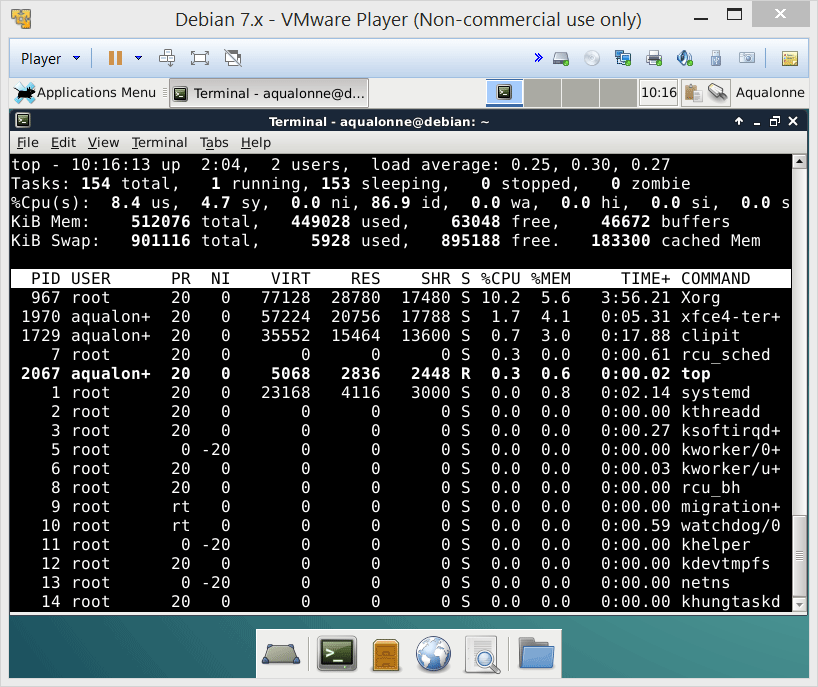 Debian 7.x - VMware Player (Non-commercial use only)
Player
Applications Menu
Terminal - aqualonne@d...
10:16
Aqualonne
Terminal - aqualonne@debian: ~
File Edit View Terminal Tabs Help
top - 10:16:13 up  2:04,  2 users,  load average: 0.25, 0.30, 0.27
Tasks: 154 total,   1 running, 153 sleeping,   0 stopped,   0 zombie
%Cpu(s):  8.4 us,  4.7 sy,  0.0 ni, 86.9 id,  0.0 wa,  0.0 hi,  0.0 si,  0.0 s
KiB Mem:    512076 total,   449028 used,    63048 free,    46672 buffers
KiB Swap:   901116 total,     5928 used,   895188 free.   183300 cached Mem
PID USER      PR  NI    VIRT    RES    SHR S %CPU %MEM     TIME+ COMMAND
967 root      20   0   77128  28780  17480 S 10.2  5.6   3:56.21 Xorg
1970 aqualon+  20   0   57224  20756  17788 S  1.7  4.1   0:05.31 xfce4-ter+
1729 aqualon+  20   0   35552  15464  13600 S  0.7  3.0   0:17.88 clipit
7 root      20   0       0      0      0 S  0.3  0.0   0:00.61 rcu_sched
2067 aqualon+  20   0    5068   2836   2448 R  0.3  0.6   0:00.02 top
1 root      20   0   23168   4116   3000 S  0.0  0.8   0:02.14 systemd
2 root      20   0       0      0      0 S  0.0  0.0   0:00.00 kthreadd
3 root      20   0       0      0      0 S  0.0  0.0   0:00.27 ksoftirqd+
5 root       0 -20       0      0      0 S  0.0  0.0   0:00.00 kworker/0+
6 root      20   0       0      0      0 S  0.0  0.0   0:00.03 kworker/u+
8 root      20   0       0      0      0 S  0.0  0.0   0:00.00 rcu_bh
9 root      rt   0       0      0      0 S  0.0  0.0   0:00.00 migration+
10 root      rt   0       0      0      0 S  0.0  0.0   0:00.59 watchdog/0
11 root       0 -20       0      0      0 S  0.0  0.0   0:00.00 khelper
12 root      20   0       0      0      0 S  0.0  0.0   0:00.00 kdevtmpfs
13 root       0 -20       0      0      0 S  0.0  0.0   0:00.00 netns
14 root      20   0       0      0      0 S  0.0  0.0   0:00.00 khungtaskd